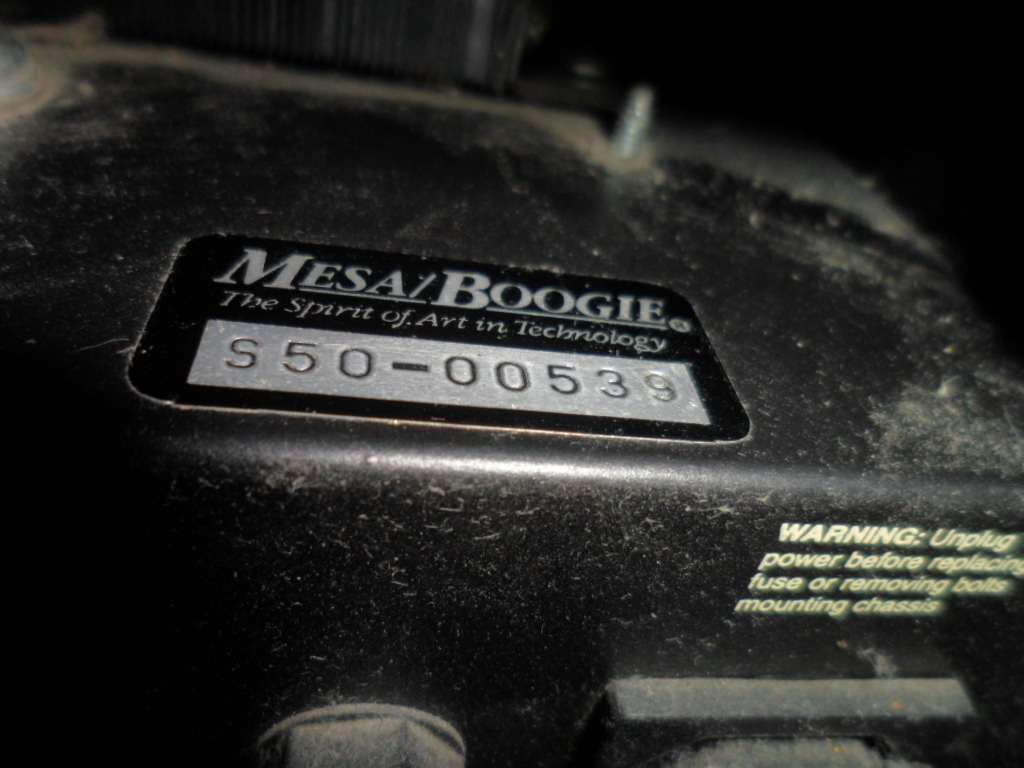 MESA/BOOGIE®
The Spirit of Art in Technology
S50-00539
WARNING: Unplug
power before replacing
fuse or removing bolts
mounting chassis